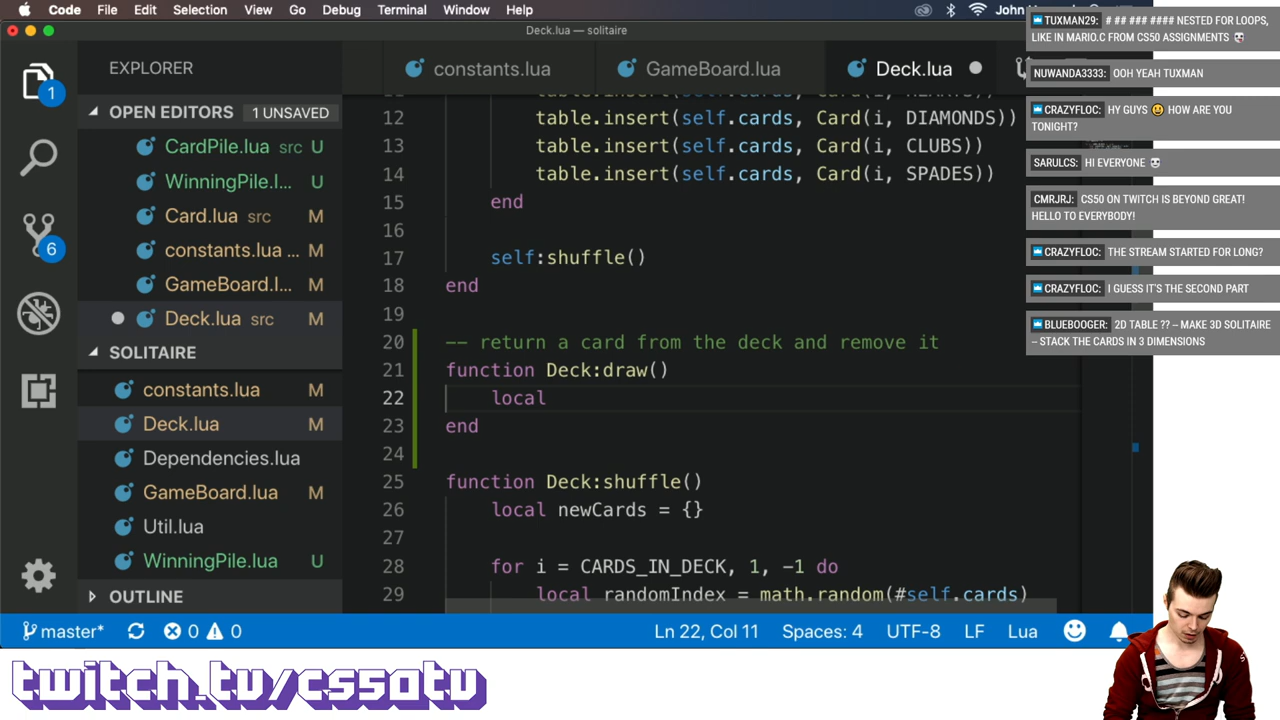 Code File Edit Selection View Go Debug Terminal Window Help
Deck.lua — solitaire
EXPLORER
OPEN EDITORS 1 UNSAVED
CardPile.lua src U
WinningPile.l... U
Card.lua src M
constants.lua ... M
GameBoard.l... M
Deck.lua src M
SOLITAIRE
constants.lua M
Deck.lua M
Dependencies.lua
GameBoard.lua M
Util.lua
WinningPile.lua U
OUTLINE
1
6
constants.lua GameBoard.lua Deck.lua
12 table.insert(self.cards, Card(i, DIAMONDS))
13 table.insert(self.cards, Card(i, CLUBS))
14 table.insert(self.cards, Card(i, SPADES))
15 end
16
17 self:shuffle()
18 end
19
20 -- return a card from the deck and remove it
21 function Deck:draw()
22 local
23 end
24
25 function Deck:shuffle()
26 local newCards = {}
27
28 for i = CARDS_IN_DECK, 1, -1 do
29 local randomIndex = math.random(#self.cards)
master* 0 0 Ln 22, Col 11 Spaces: 4 UTF-8 LF Lua
TUXMAN29: # ## ### #### NESTED FOR LOOPS,
LIKE IN MARIO.C FROM CS50 ASSIGNMENTS
NUWANDA3333: OOH YEAH TUXMAN
CRAZYFLOC: HY GUYS HOW ARE YOU
TONIGHT?
SARULCS: HI EVERYONE
CMRJRJ: CS50 ON TWITCH IS BEYOND GREAT!
HELLO TO EVERYBODY!
CRAZYFLOC: THE STREAM STARTED FOR LONG?
CRAZYFLOC: I GUESS IT'S THE SECOND PART
BLUEBOOGER: 2D TABLE ?? -- MAKE 3D SOLITAIRE
-- STACK THE CARDS IN 3 DIMENSIONS
twitch.tv/cs50tv